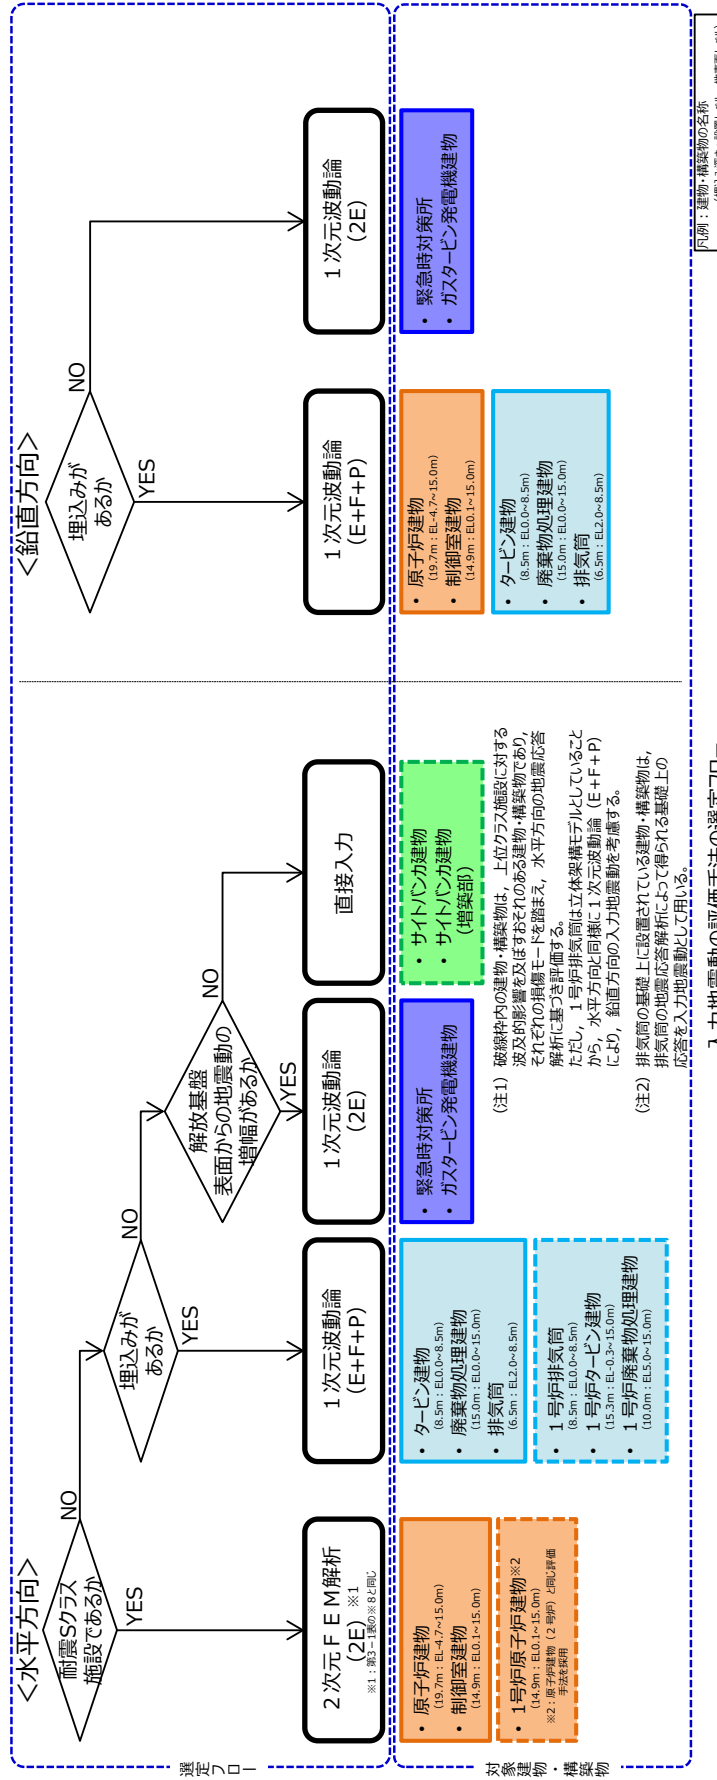 <水平方向>
耐震Sクラス
施設であるか
NO
YES
埋込みが
あるか
NO
YES
解放基盤
表面からの地震動の
増幅があるか
NO
YES
2次元FEM解析
(2E) ※1
※1：第3-1表の※8と同じ
1次元波動論
(E+F+P)
1次元波動論
(2E)
直接入力
<鉛直方向>
埋込みが
あるか
NO
YES
1次元波動論
(E+F+P)
1次元波動論
(2E)
選定フロー
対象建物・構築物
• 原子炉建物
(19.7m：EL-4.7~15.0m)
• 制御室建物
(14.9m：EL0.1~15.0m)
• 1号炉原子炉建物※2
(14.9m：EL0.1~15.0m)
※2：原子炉建物（2号炉）と同じ評価
手法を採用
• タービン建物
(8.5m：EL0.0~8.5m)
• 廃棄物処理建物
(15.0m：EL0.0~15.0m)
• 排気筒
(6.5m：EL2.0~8.5m)
• 1号炉排気筒
(8.5m：EL0.0~8.5m)
• 1号炉タービン建物
(15.3m：EL-0.3~15.0m)
• 1号炉廃棄物処理建物
(10.0m：EL5.0~15.0m)
• 緊急時対策所
• ガスタービン発電機建物
• サイトバンカ建物
• サイトバンカ建物
(増築部)
(注1) 破線枠内の建物・構築物は，上位クラス施設に対する
波及的影響を及ぼすおそれのある建物・構築物であり，
それぞれの損傷モードを踏まえ，水平方向の地震応答
解析に基づき評価する。
ただし，1号炉排気筒は立体架構モデルとしていること
から，水平方向と同様に1次元波動論（E+F+P）
により，鉛直方向の入力地震動を考慮する。
(注2) 排気筒の基礎上に設置されている建物・構築物は，
排気筒の地震応答解析によって得られる基礎上の
応答を入力地震動として用いる。
• 原子炉建物
(19.7m：EL-4.7~15.0m)
• 制御室建物
(14.9m：EL0.1~15.0m)
• タービン建物
(8.5m：EL0.0~8.5m)
• 廃棄物処理建物
(15.0m：EL0.0~15.0m)
• 排気筒
(6.5m：EL2.0~8.5m)
• 緊急時対策所
• ガスタービン発電機建物
凡例：建物・構築物の名称
入力地震動の評価手法の選定フロー